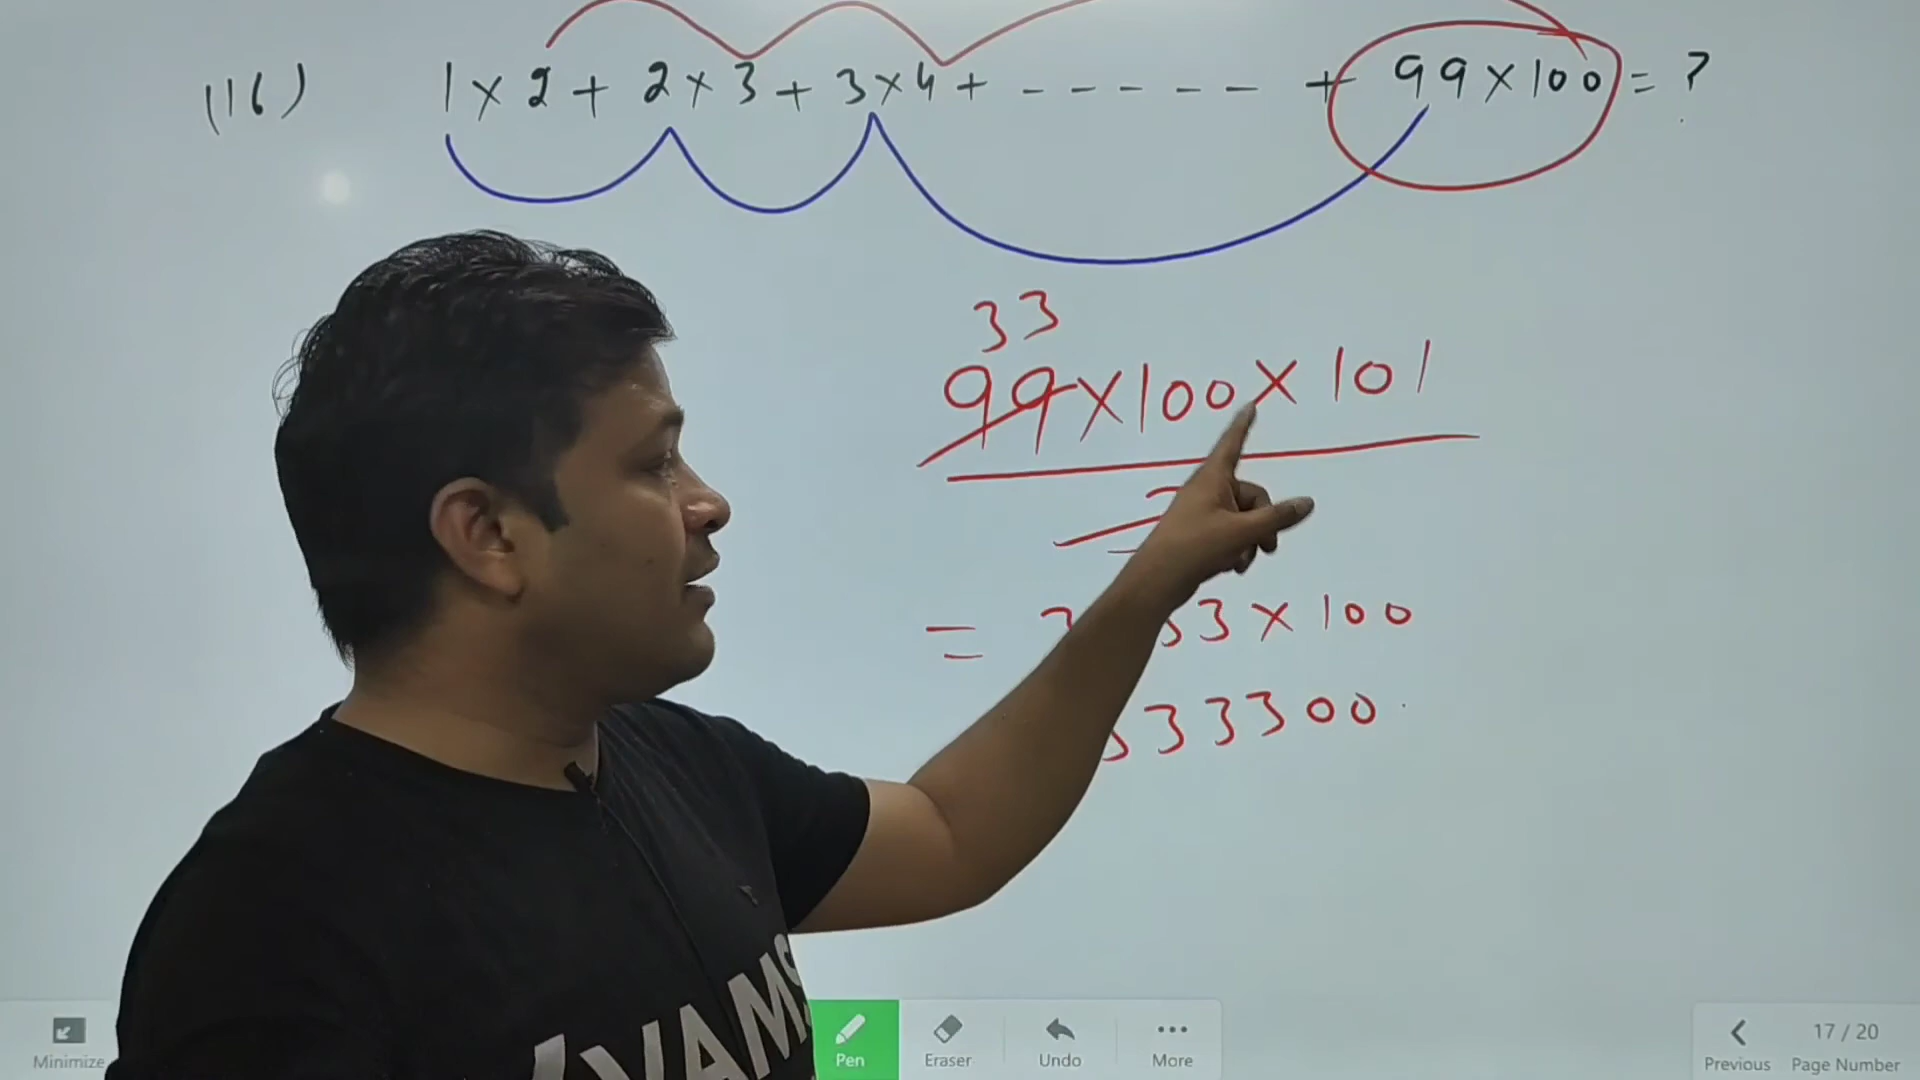 (16) 1 × 2 + 2 × 3 + 3 × 4 + - - - - - + 99 × 100 = ?
33
99 × 100 × 101
= 33 × 100
33300
Minimize
Pen
Eraser
Undo
More
Previous
17 / 20
Page Number